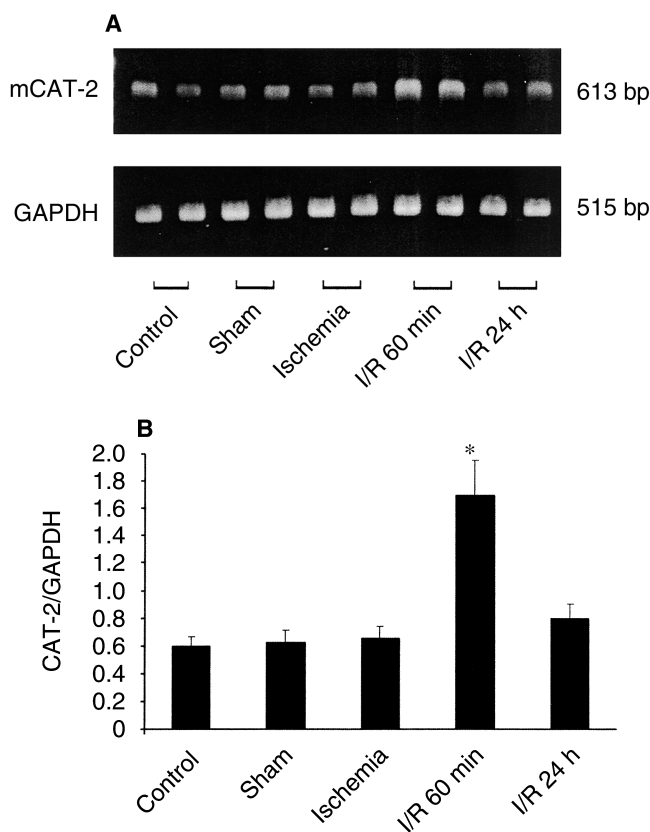 A
mCAT-2
613 bp
GAPDH
515 bp
Control
Sham
Ischemia
I/R 60 min
I/R 24 h
B
CAT-2/GAPDH
2.0
1.8
1.6
1.4
1.2
1.0
0.8
0.6
0.4
0.2
0
*
Control
Sham
Ischemia
I/R 60 min
I/R 24 h